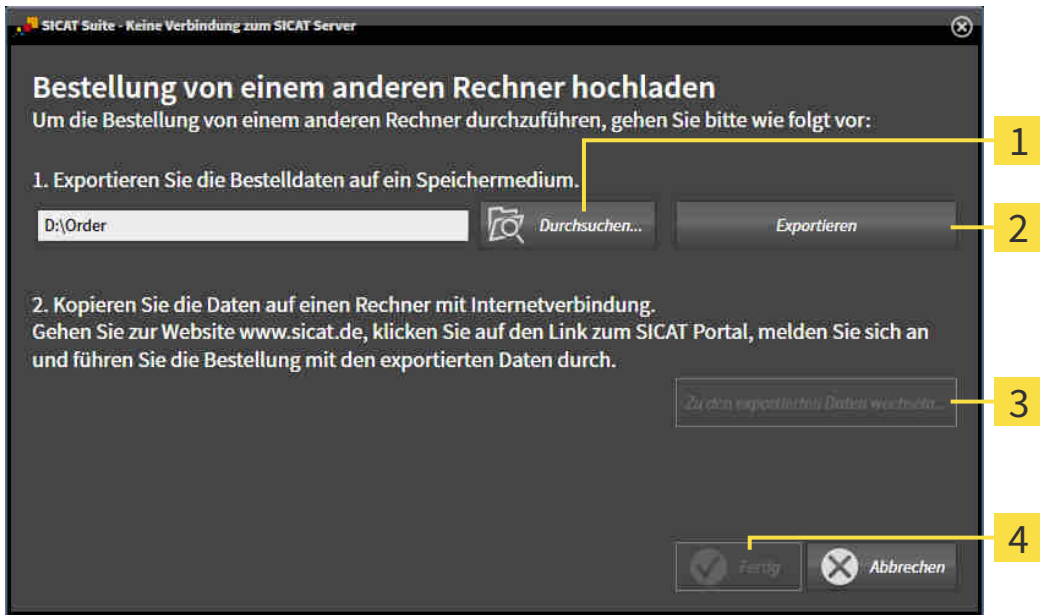 SICAT Suite - Keine Verbindung zum SICAT Server
Bestellung von einem anderen Rechner hochladen
Um die Bestellung von einem anderen Rechner durchzuführen, gehen Sie bitte wie folgt vor:
1
1. Exportieren Sie die Bestelldaten auf ein Speichermedium.
D:\Order
Durchsuchen...
Exportieren
2
2. Kopieren Sie die Daten auf einen Rechner mit Internetverbindung.
Gehen Sie zur Website www.sicat.de, klicken Sie auf den Link zum SICAT Portal, melden Sie sich an
und führen Sie die Bestellung mit den exportierten Daten durch.
Zu den exportierten Daten wechseln...
3
4
Fertig
Abbrechen